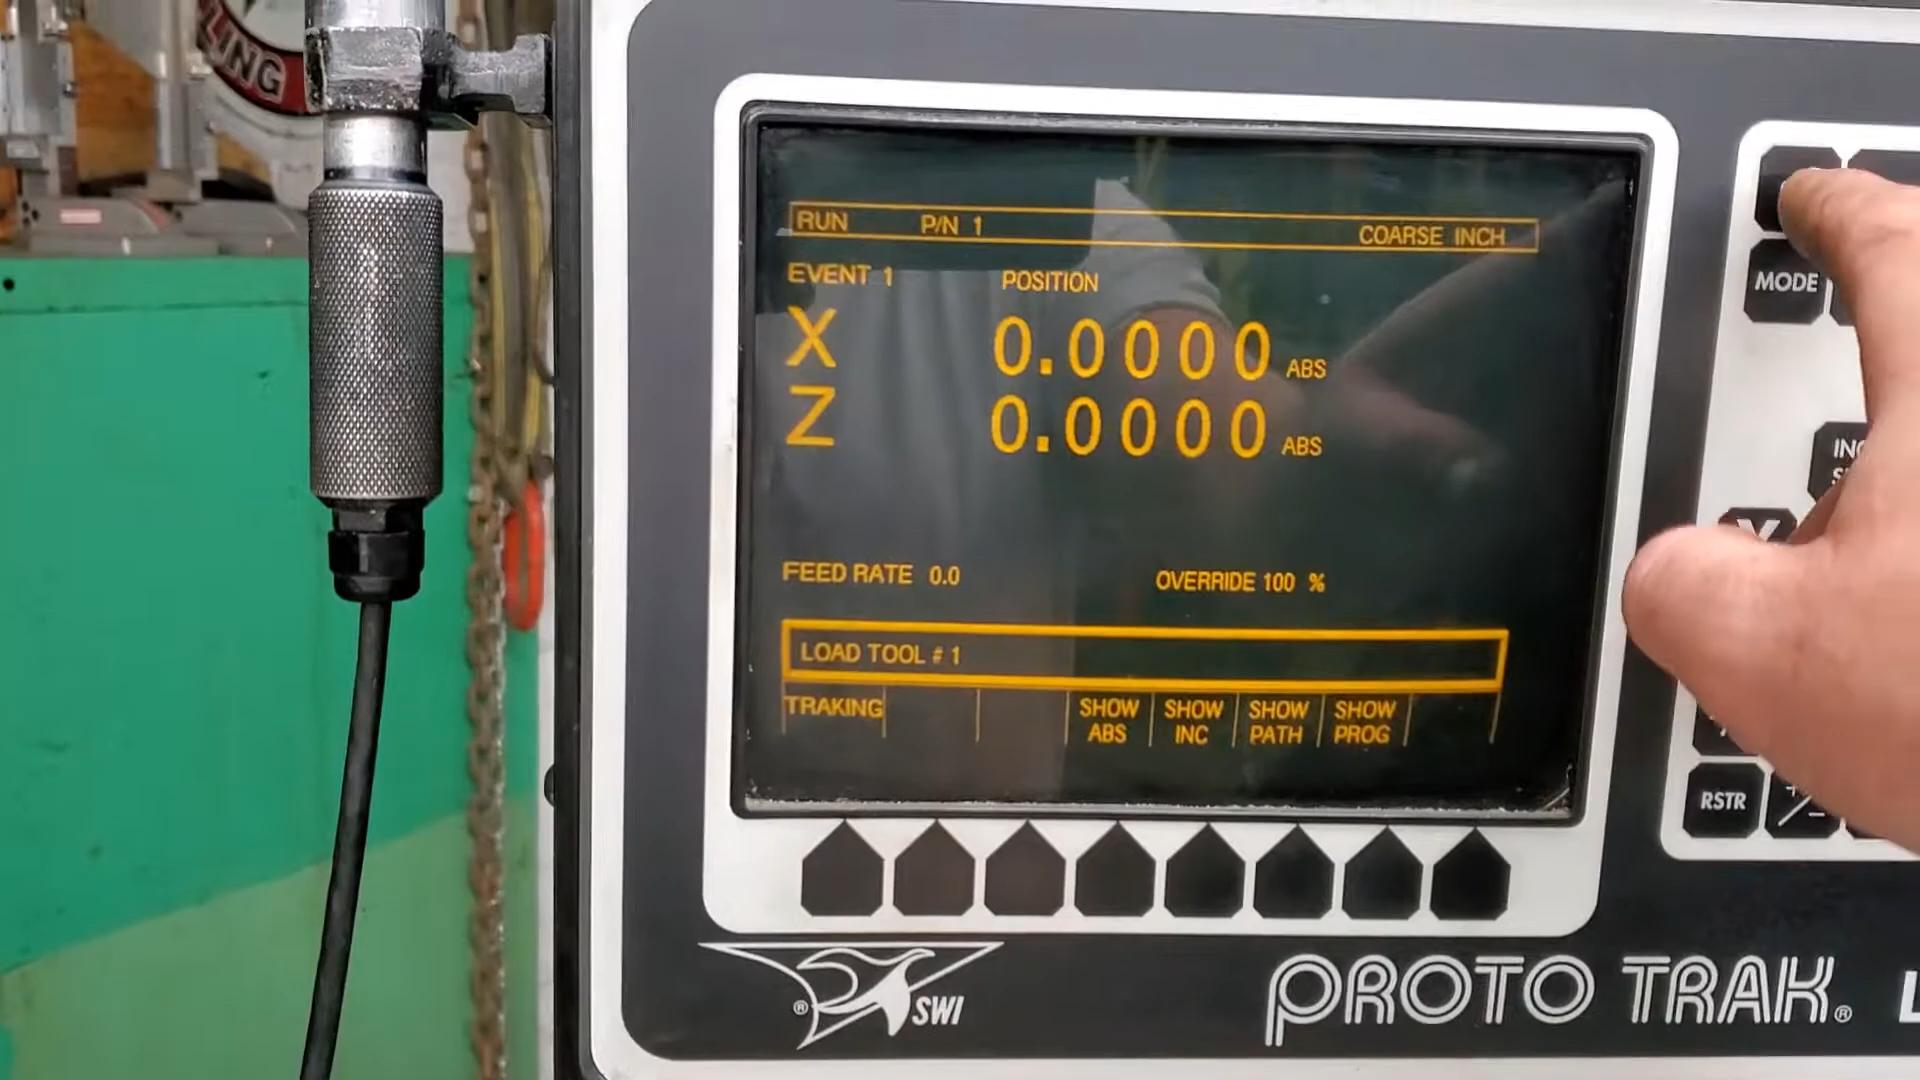 LING
RUN P/N 1 COARSE INCH
EVENT 1 POSITION
X 0.0000 ABS
Z 0.0000 ABS
FEED RATE 0.0 OVERRIDE 100 %
LOAD TOOL # 1
TRAKING
SHOW ABS
SHOW INC
SHOW PATH
SHOW PROG
MODE
RSTR
+/-
® SWI
PROTO TRAK®